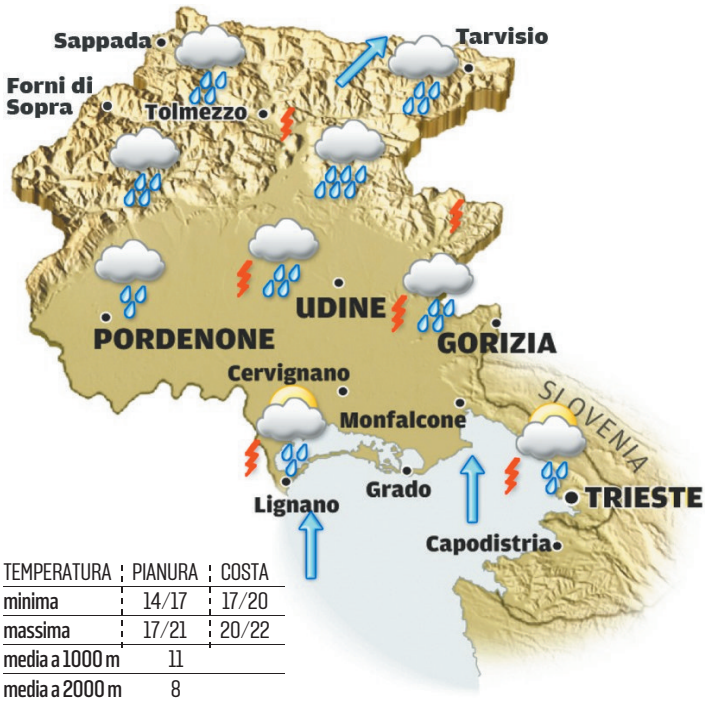 Sappada
Tarvisio
Forni di
Sopra
Tolmezzo
UDINE
PORDENONE
GORIZIA
Cervignano
SLOVENIA
Monfalcone
Grado
Lignano
TRIESTE
Capodistria
TEMPERATURA PIANURA COSTA
minima 14/17 17/20
massima 17/21 20/22
media a 1000 m 11
media a 2000 m 8